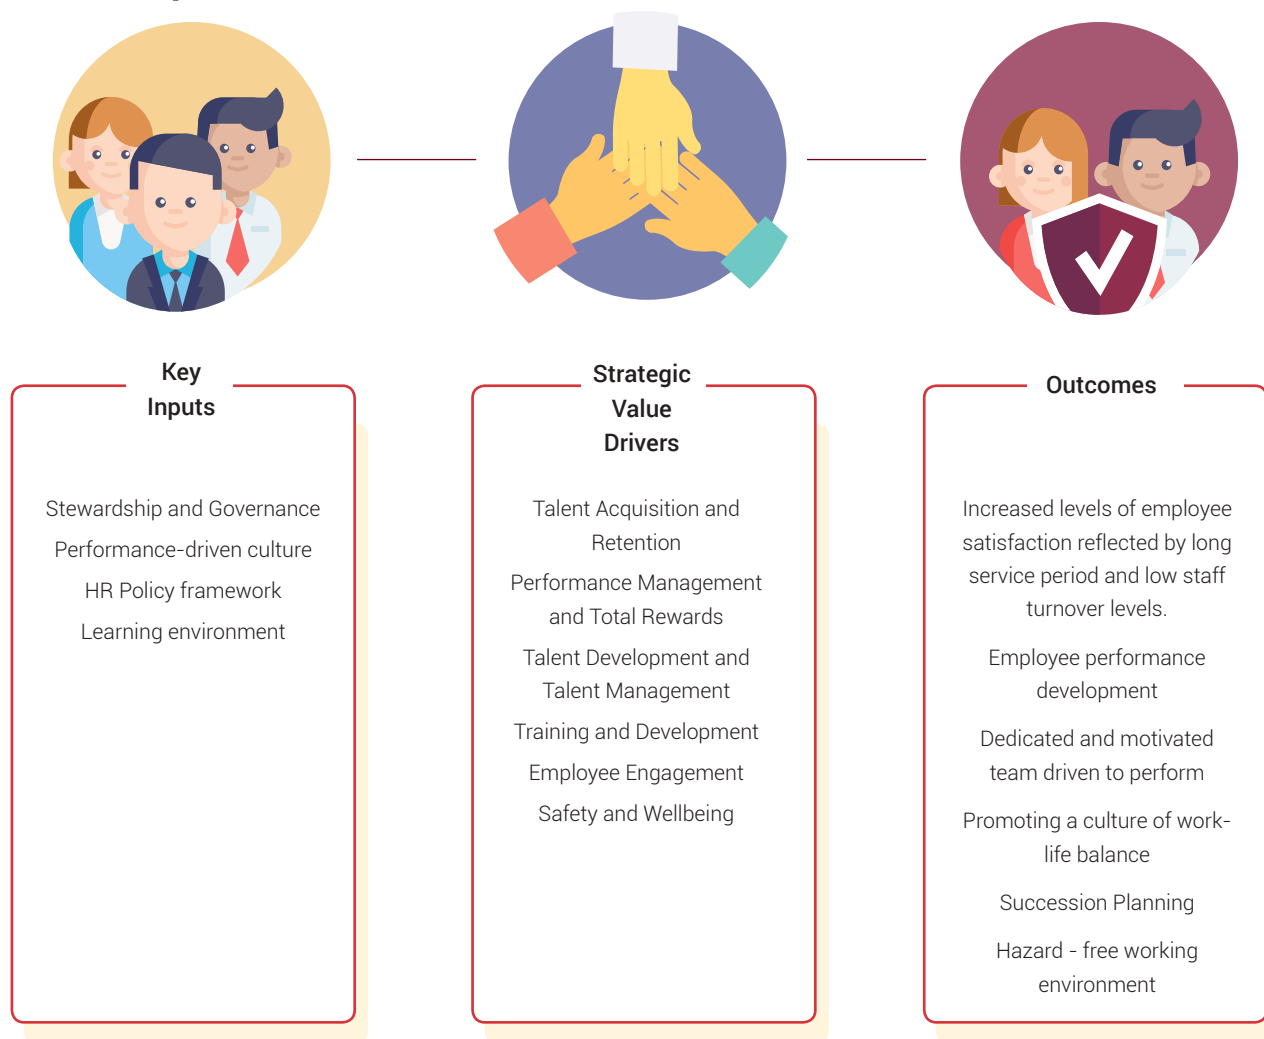 Key
Inputs
Stewardship and Governance
Performance-driven culture
HR Policy framework
Learning environment
Strategic
Value
Drivers
Talent Acquisition and
Retention
Performance Management
and Total Rewards
Talent Development and
Talent Management
Training and Development
Employee Engagement
Safety and Wellbeing
Outcomes
Increased levels of employee
satisfaction reflected by long
service period and low staff
turnover levels.
Employee performance
development
Dedicated and motivated
team driven to perform
Promoting a culture of work-
life balance
Succession Planning
Hazard - free working
environment